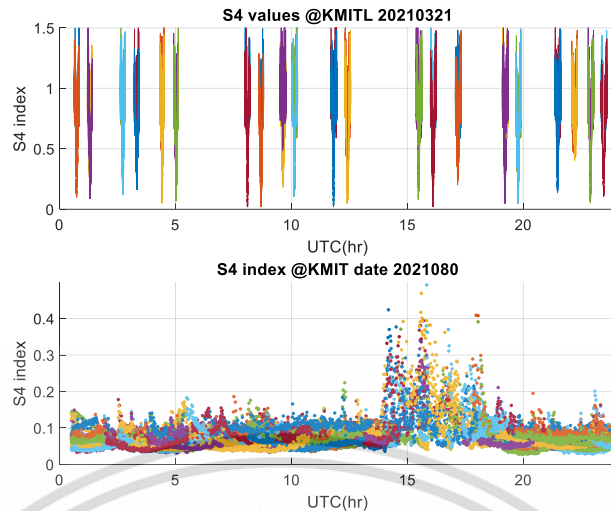 S4 values @KMITL 20210321
1.5
1
0.5
0
S4 index
0 5 10 15 20
UTC(hr)
S4 index @KMIT date 2021080
0.4
0.3
0.2
0.1
0
S4 index
0 5 10 15 20
UTC(hr)